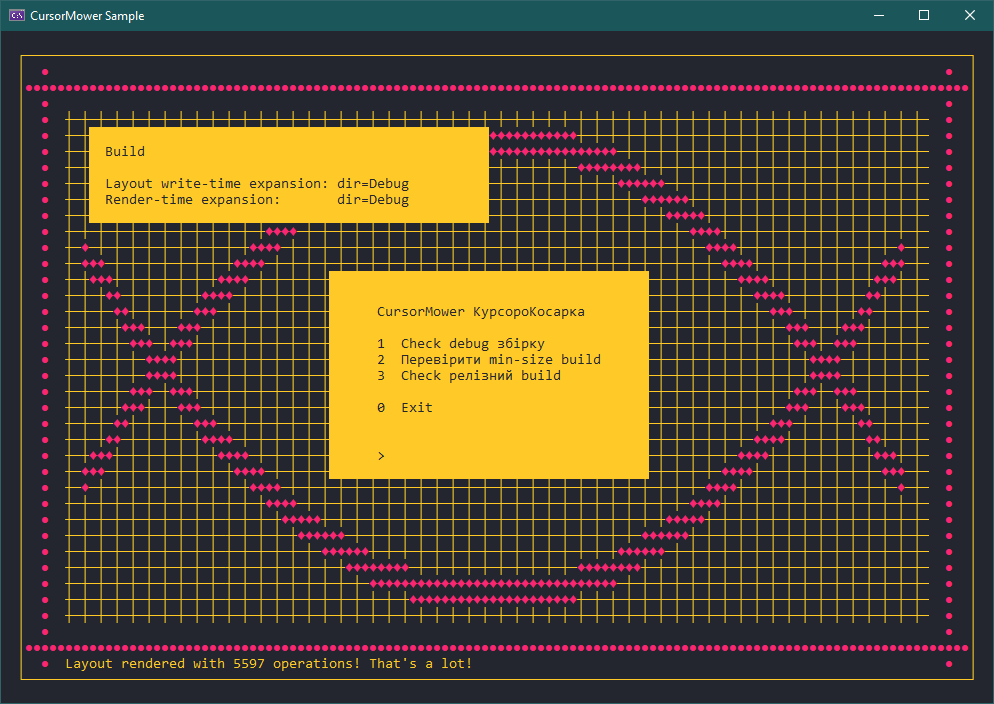 CursorMower Sample
Build
Layout write-time expansion: dir=Debug
Render-time expansion:       dir=Debug
CursorMower КурсороКосарка
1  Check debug збірку
2  Перевірити min-size build
3  Check релізний build
0  Exit
>
Layout rendered with 5597 operations! That's a lot!